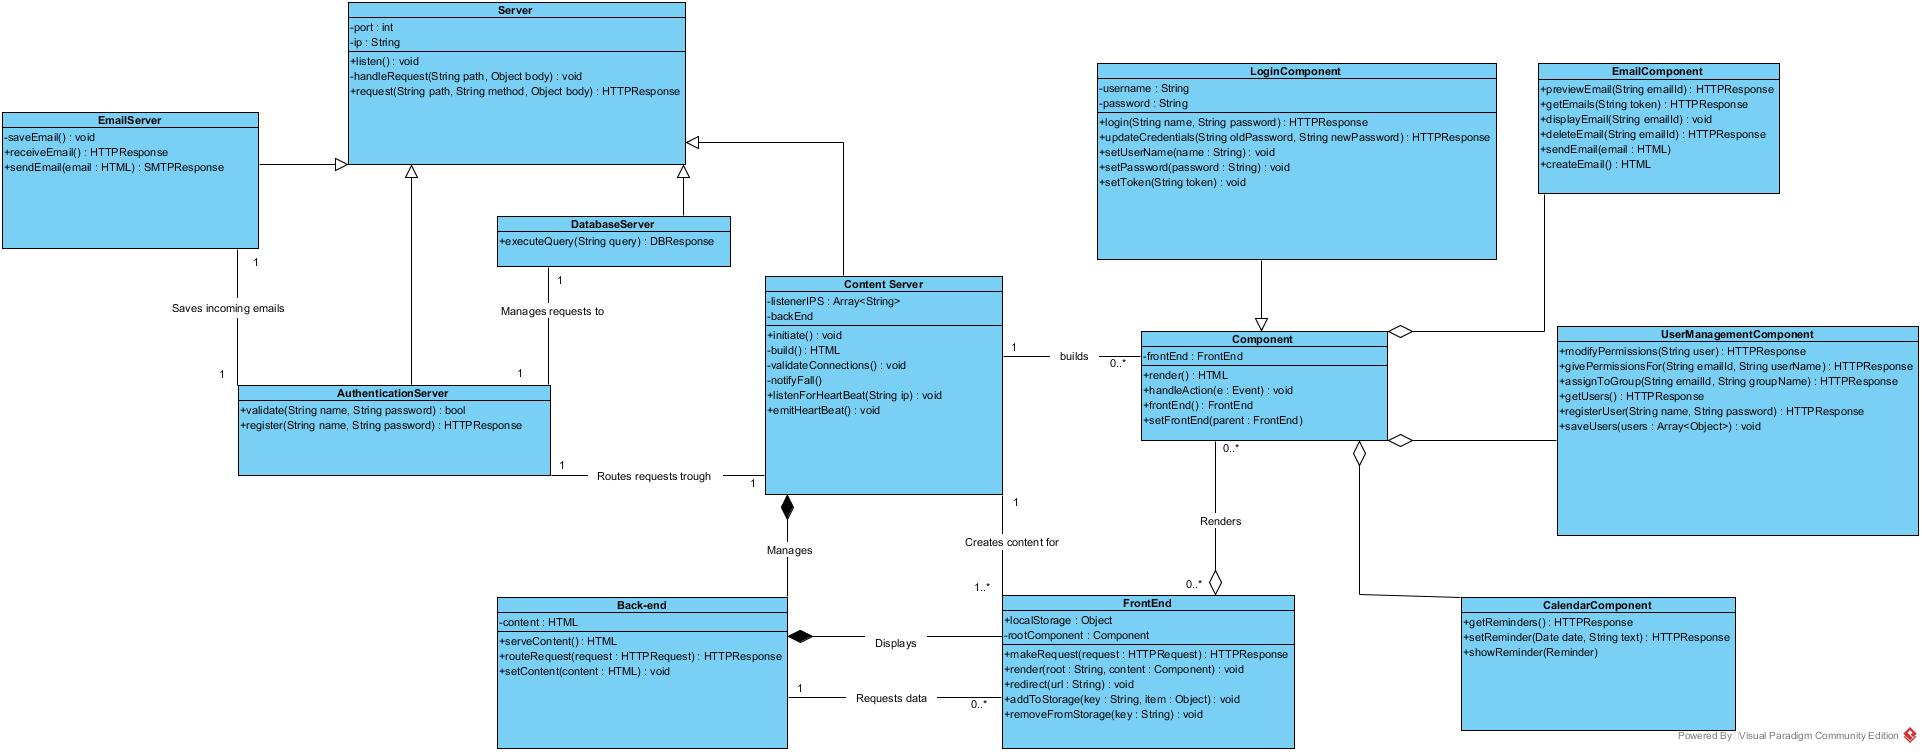 Server
-port : int
-ip : String
+listen() : void
-handleRequest(String path, Object body) : void
+request(String path, String method, Object body) : HTTPResponse
EmailServer
-saveEmail() : void
+receiveEmail() : HTTPResponse
+sendEmail(email : HTML) : SMTPResponse
LoginComponent
-username : String
-password : String
+login(String name, String password) : HTTPResponse
+updateCredentials(String oldPassword, String newPassword) : HTTPResponse
+setUserName(name : String) : void
+setPassword(password : String) : void
+setToken(String token) : void
EmailComponent
+previewEmail(String emailId) : HTTPResponse
+getEmails(String token) : HTTPResponse
+displayEmail(String emailId) : void
+deleteEmail(String emailId) : HTTPResponse
+sendEmail(email : HTML)
+createEmail() : HTML
DatabaseServer
+executeQuery(String query) : DBResponse
1
Saves incoming emails
1
1
Manages requests to
1
Content Server
-listenerIPS : Array<String>
-backEnd
+initiate() : void
-build() : HTML
-validateConnections() : void
-notifyFall()
+listenForHeartBeat(String ip) : void
+emitHeartBeat() : void
1
builds
0..*
Component
-frontEnd : FrontEnd
+render() : HTML
+handleAction(e : Event) : void
+frontEnd() : FrontEnd
+setFrontEnd(parent : FrontEnd)
UserManagementComponent
+modifyPermissions(String user) : HTTPResponse
+givePermissionsFor(String emailId, String userName) : HTTPResponse
+assignToGroup(String emailId, String groupName) : HTTPResponse
+getUsers() : HTTPResponse
+registerUser(String name, String password) : HTTPResponse
+saveUsers(users : Array<Object>) : void
AuthenticationServer
+validate(String name, String password) : bool
+register(String name, String password) : HTTPResponse
1
Routes requests trough
1
0..*
Renders
0..*
1
Creates content for
1..*
Manages
Back-end
-content : HTML
+serveContent() : HTML
+routeRequest(request : HTTPRequest) : HTTPResponse
+setContent(content : HTML) : void
Displays
1
Requests data
0..*
FrontEnd
+localStorage : Object
-rootComponent : Component
+makeRequest(request : HTTPRequest) : HTTPResponse
+render(root : String, content : Component) : void
+redirect(url : String) : void
+addToStorage(key : String, item : Object) : void
+removeFromStorage(key : String) : void
CalendarComponent
+getReminders() : HTTPResponse
+setReminder(Date date, String text) : HTTPResponse
+showReminder(Reminder)
Powered By Visual Paradigm Community Edition